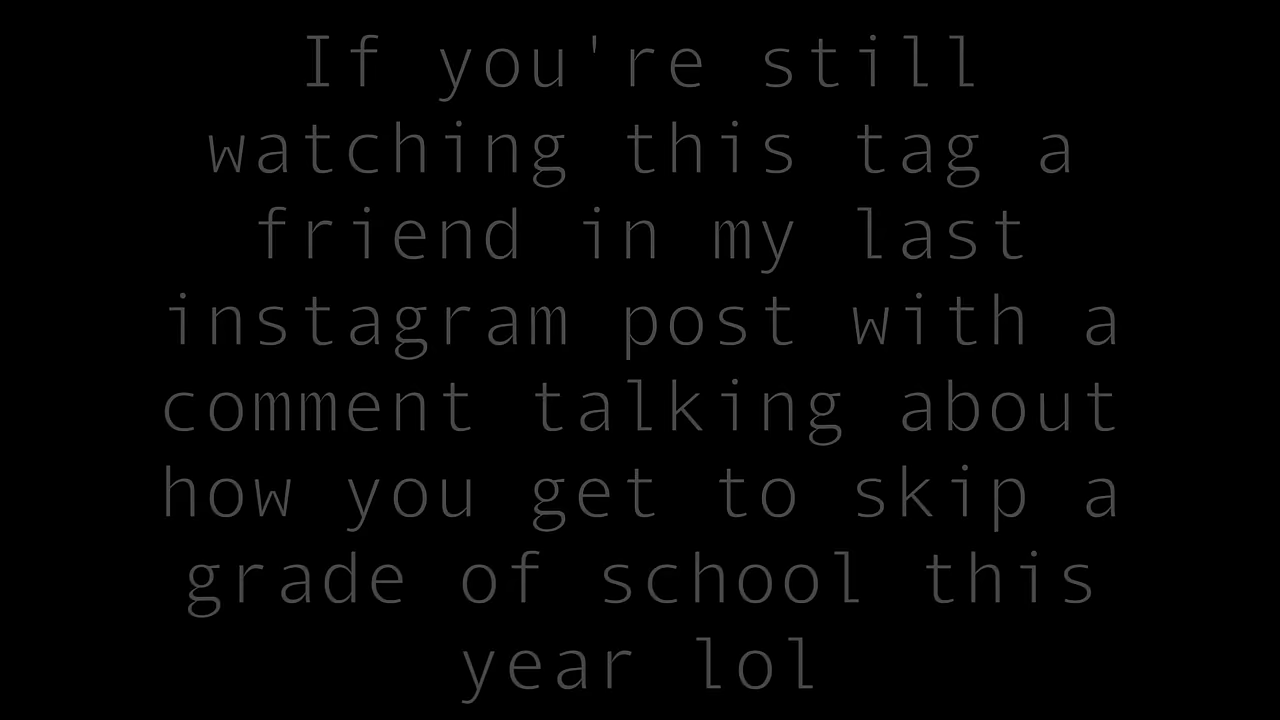 If you're still
watching this tag a
friend in my last
instagram post with a
comment talking about
how you get to skip a
grade of school this
year lol